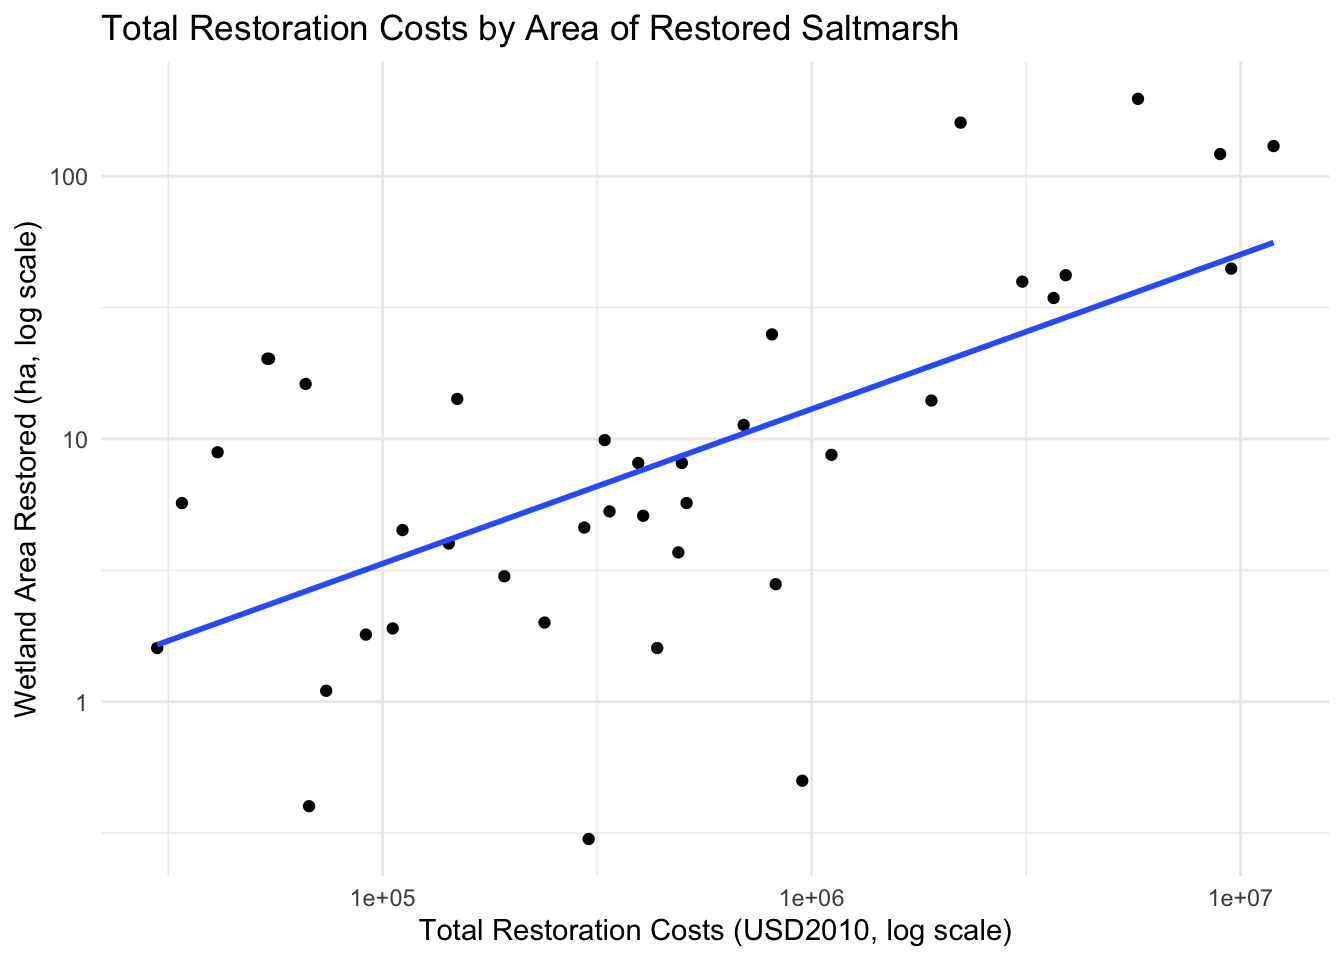 Total Restoration Costs by Area of Restored Saltmarsh
Wetland Area Restored (ha, log scale)
100
10
1
1e+05
1e+06
1e+07
Total Restoration Costs (USD2010, log scale)